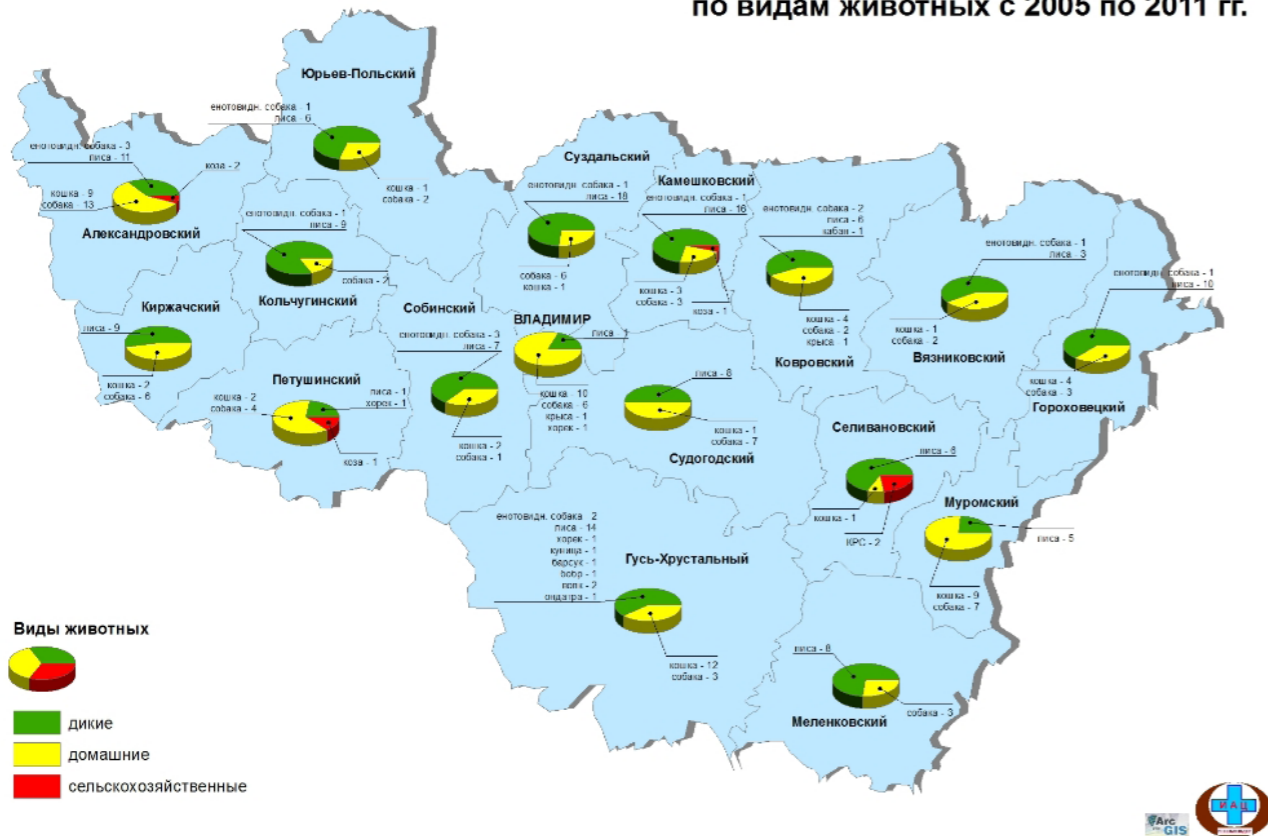 по видам животных с 2005 по 2011 гг.
Юрьев-Польский
енотовидн. собака - 1
лиса - 6
кошка - 1
собака - 2
енотовидн. собака - 3
лиса - 11
коза - 2
кошка - 9
собака - 13
Александровский
енотовидн. собака - 1
лиса - 9
собака - 2
Кольчугинский
Суздальский
енотовидн. собака - 1
лиса - 18
собака - 6
кошка - 1
Камешковский
енотовидн. собака - 1
лиса - 16
кошка - 3
собака - 3
коза - 1
енотовидн. собака - 2
лиса - 6
кабан - 1
кошка - 4
собака - 2
крыса - 1
Ковровский
енотовидн. собака - 1
лиса - 3
кошка - 1
собака - 2
Вязниковский
енотовидн. собака - 1
лиса - 10
кошка - 4
собака - 3
Гороховецкий
Киржачский
лиса - 9
кошка - 2
собака - 6
Петушинский
кошка - 2
собака - 4
лиса - 1
хорек - 1
коза - 1
Собинский
енотовидн. собака - 3
лиса - 7
кошка - 2
собака - 1
ВЛАДИМИР
лиса - 1
кошка - 10
собака - 6
крыса - 1
хорек - 1
лиса - 8
кошка - 1
собака - 7
Судогодский
Селивановский
лиса - 6
кошка - 1
КРС - 2
Муромский
лиса - 5
кошка - 9
собака - 7
енотовидн. собака 2
лиса - 14
хорек - 1
куница - 1
барсук - 1
бобр - 1
волк - 2
ондатра - 1
Гусь-Хрустальный
кошка - 12
собака - 3
лиса - 8
собака - 3
Меленковский
Виды животных
дикие
домашние
сельскохозяйственные
Arc
GIS
ИАЦ